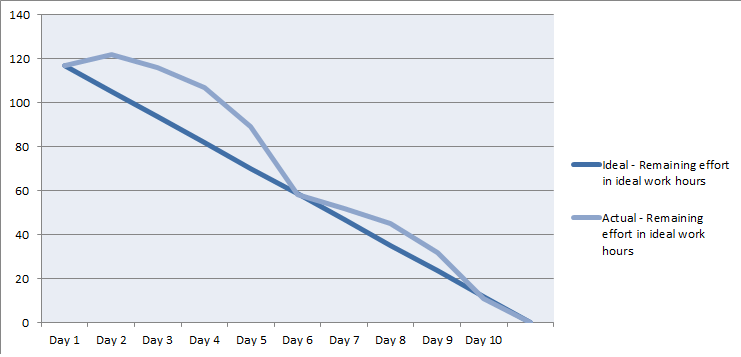 140
120
100
80
60
40
20
0
Day 1 Day 2 Day 3 Day 4 Day 5 Day 6 Day 7 Day 8 Day 9 Day 10
Ideal - Remaining effort
in ideal work hours
Actual - Remaining
effort in ideal work
hours